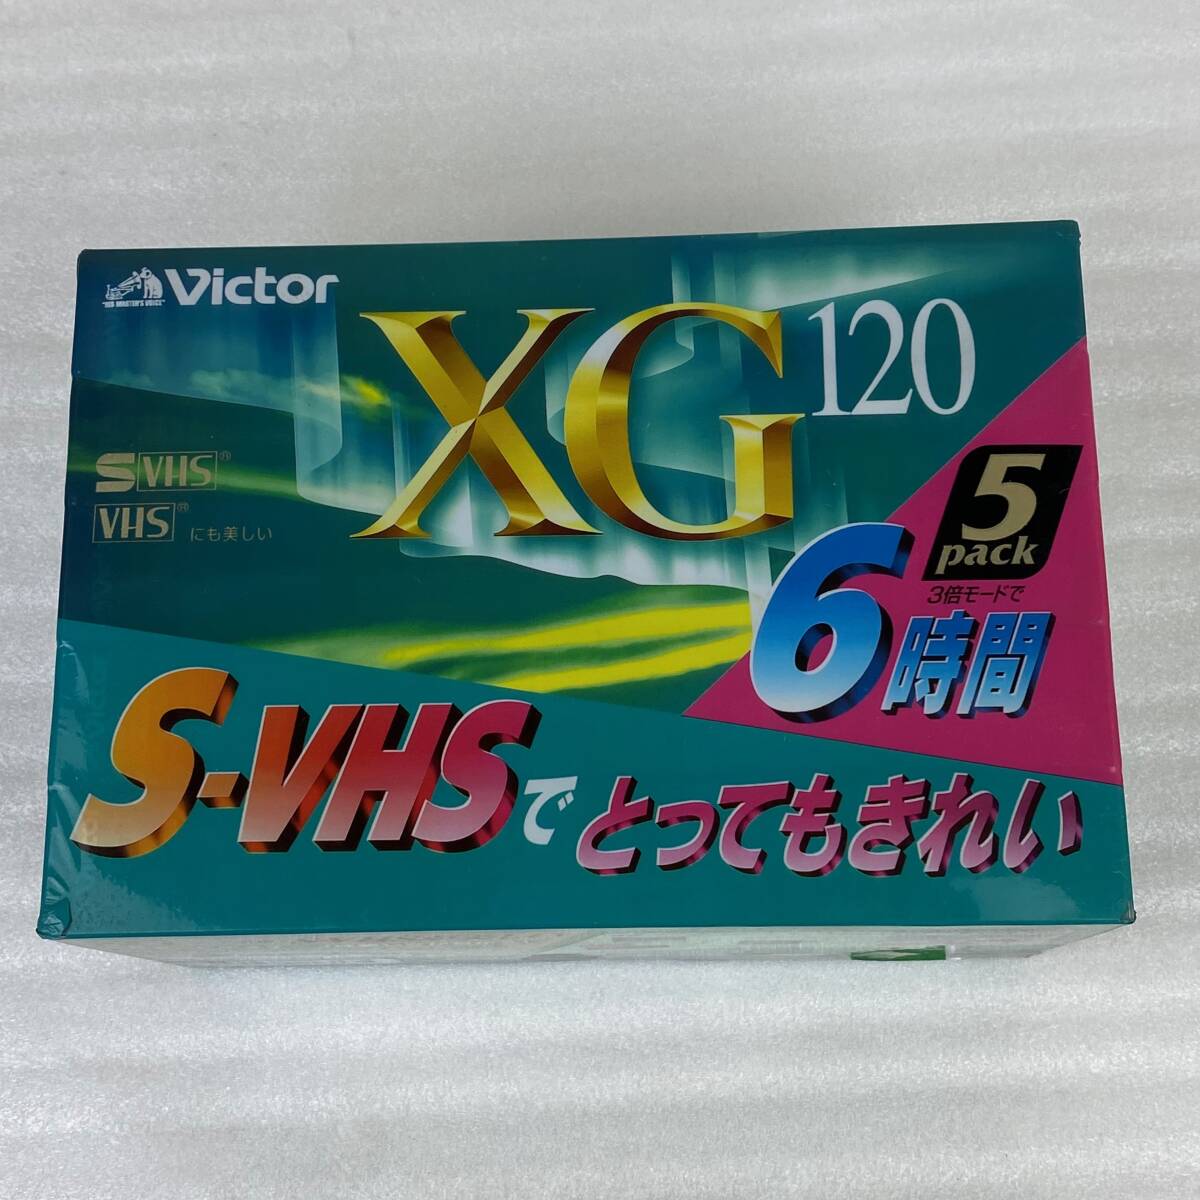 Victor
"HIS MASTER'S VOICE"
XG 120
S VHS®
VHS® にも美しい
5
pack
3倍モードで
6時間
S-VHSでとってもきれい